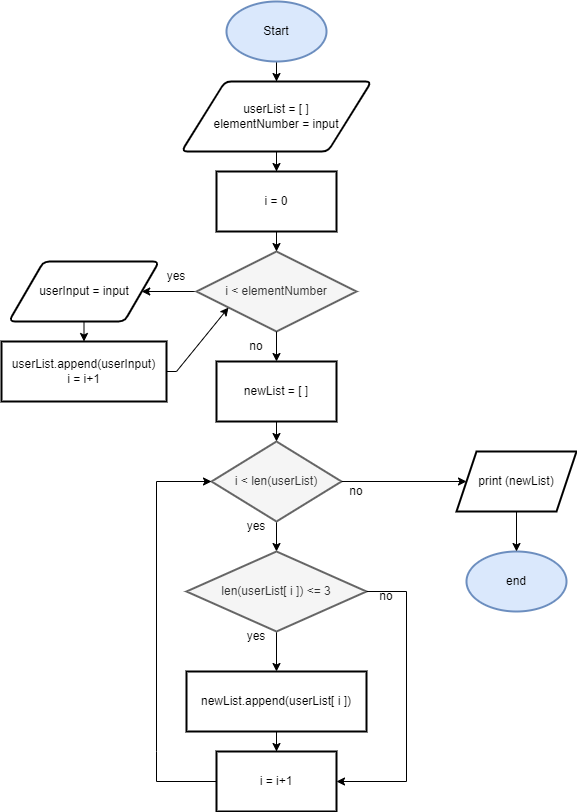 Start
userList = [ ]
elementNumber = input
i = 0
i < elementNumber
yes
userInput = input
userList.append(userInput)
i = i+1
no
newList = [ ]
i < len(userList)
no
print (newList)
yes
end
len(userList[ i ]) <= 3
no
yes
newList.append(userList[ i ])
i = i+1